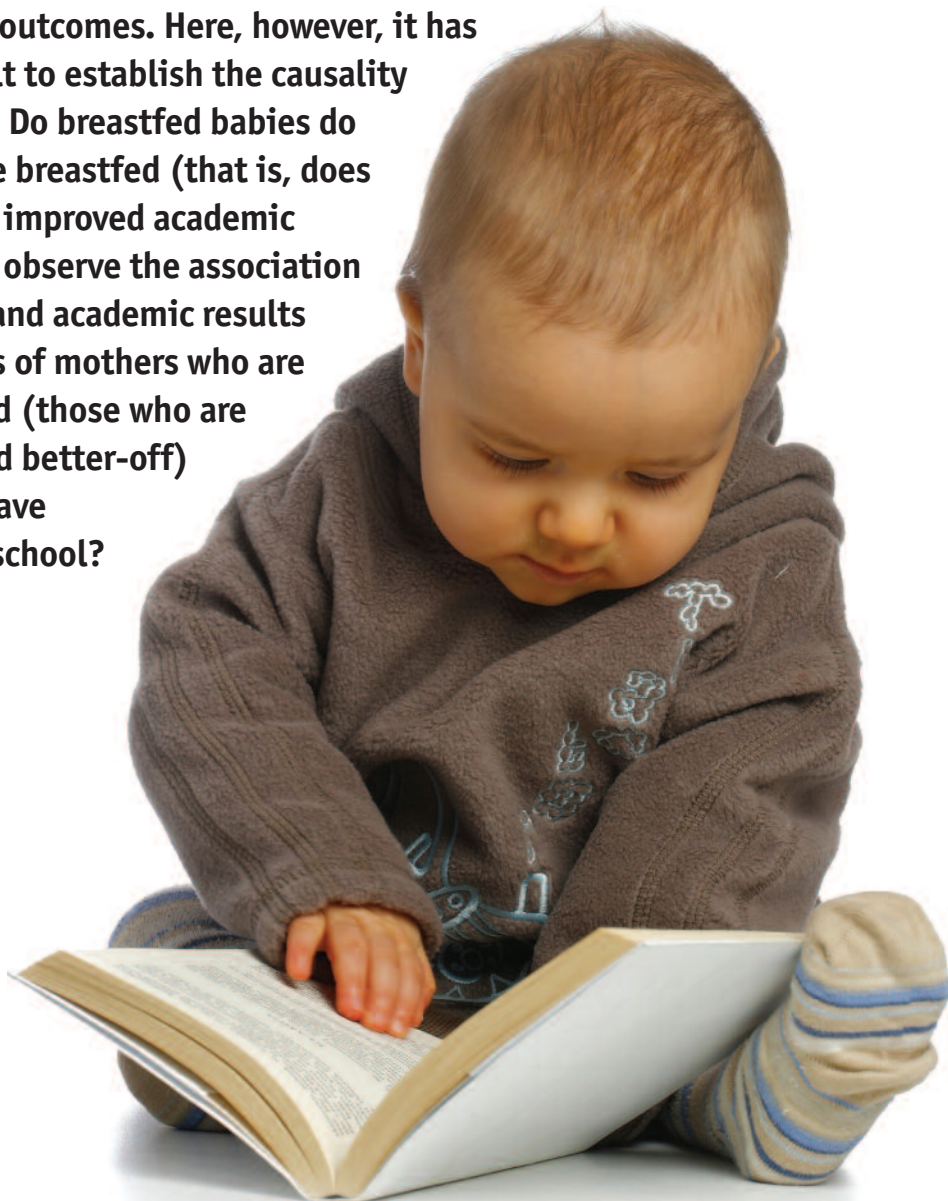 outcomes. Here, however, it has
lt to establish the causality
Do breastfed babies do
e breastfed (that is, does
improved academic
observe the association
and academic results
s of mothers who are
d (those who are
d better-off)
ave
school?